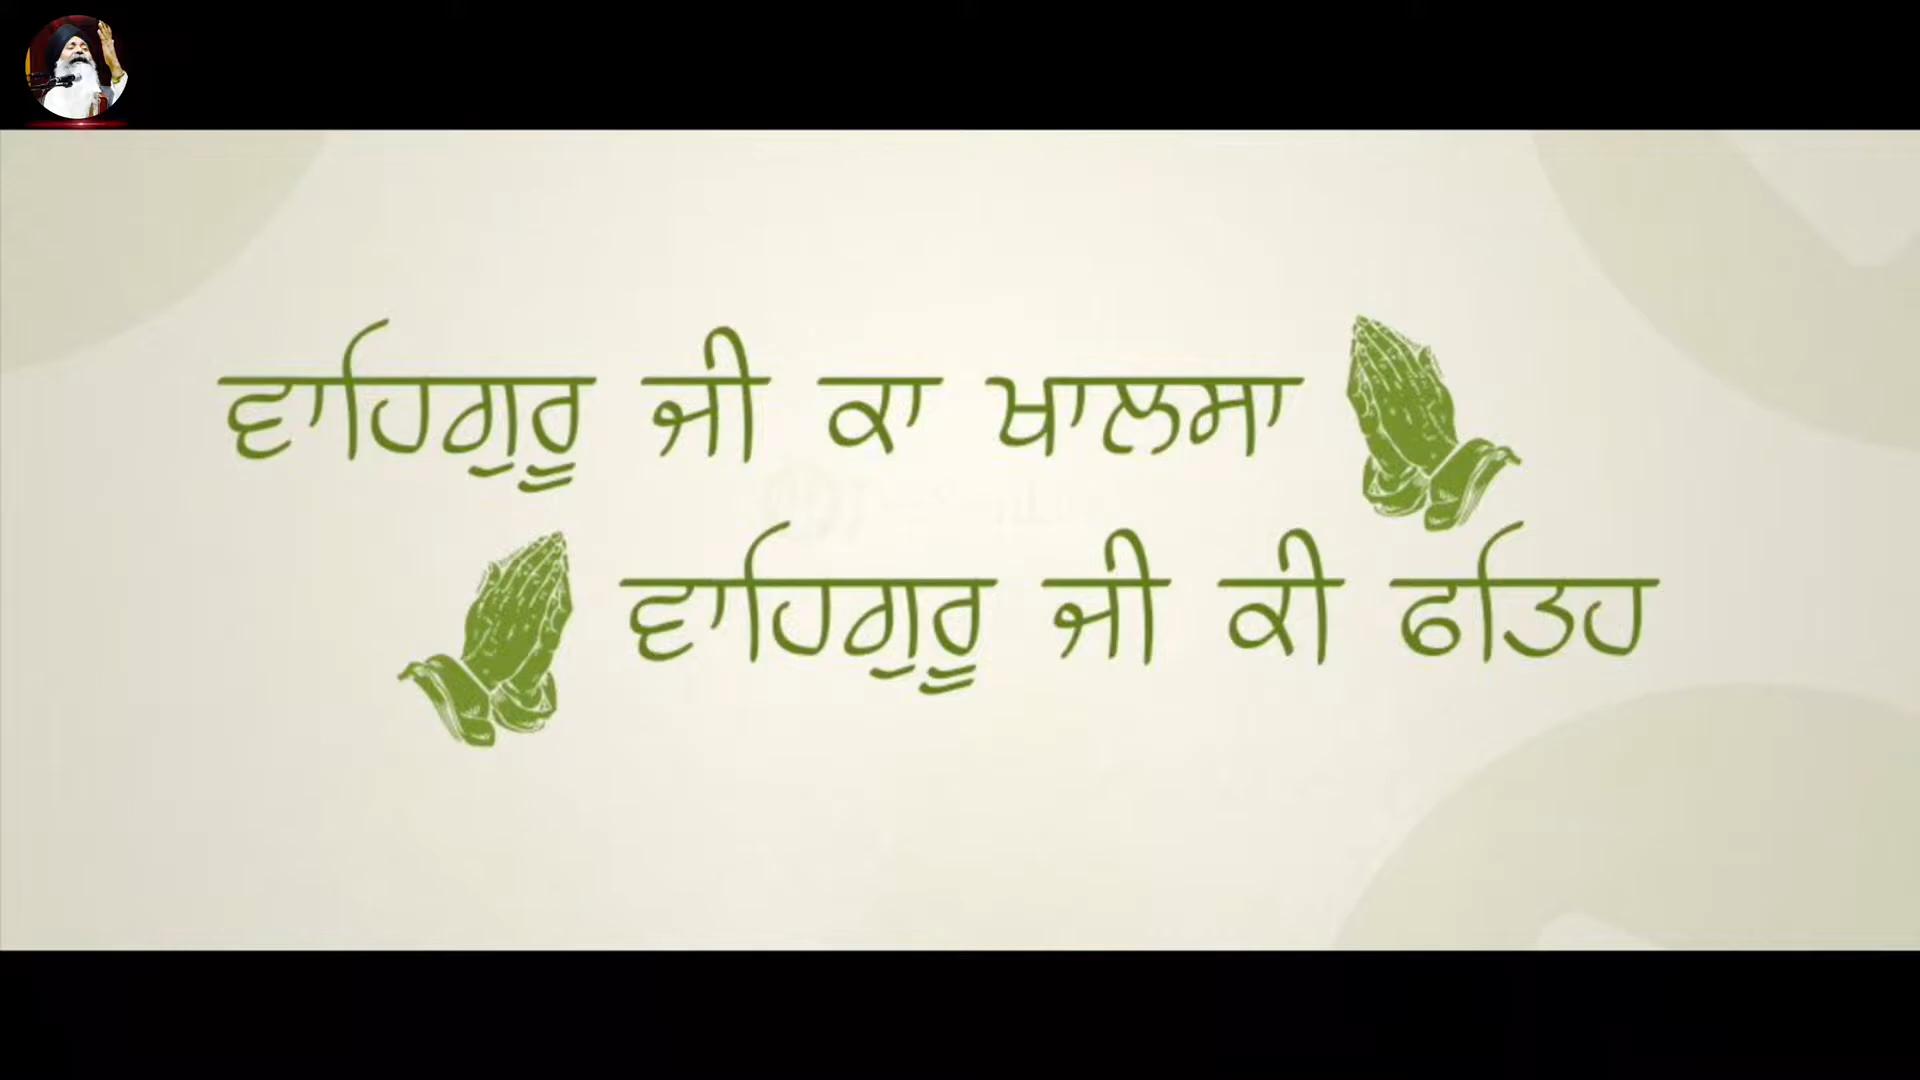 ਵਾਹਿਗੁਰੂ ਜੀ ਕਾ ਖਾਲਸਾ
ਵਾਹਿਗੁਰੂ ਜੀ ਕੀ ਫਤਿਹ